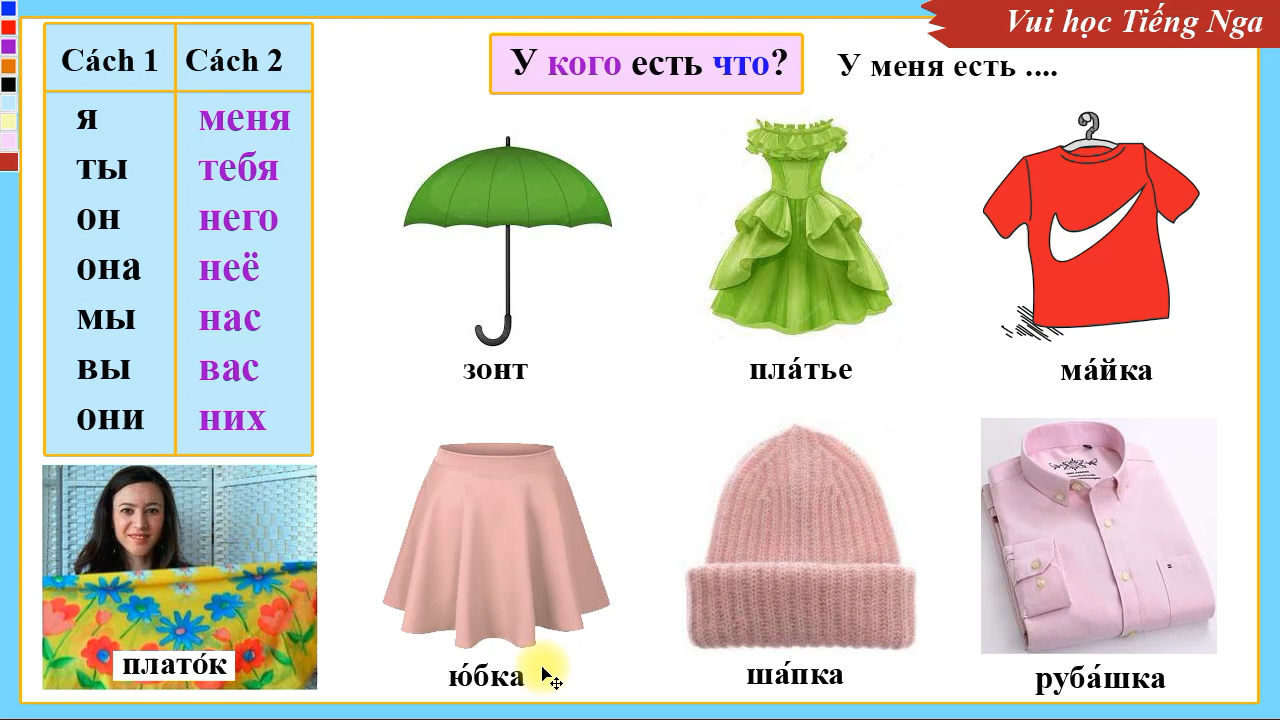 Vui học Tiếng Nga
Cách 1 Cách 2
я меня
ты тебя
он него
она неё
мы нас
вы вас
они них
У кого есть что?
У меня есть ....
зонт
пла́тье
ма́йка
плато́к
ю́бка
ша́пка
руба́шка